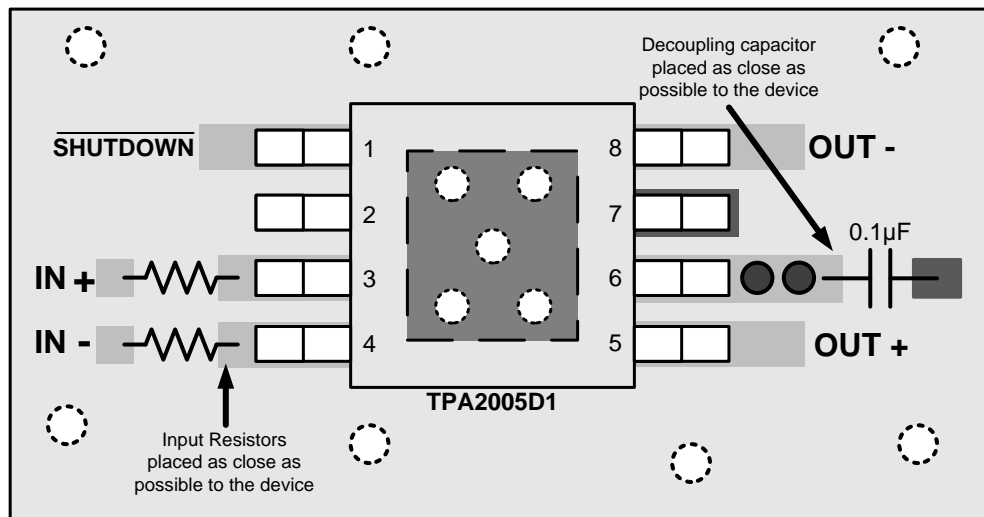 Decoupling capacitor
placed as close as
possible to the device
SHUTDOWN
1
8
OUT -
2
7
0.1µF
IN +
3
6
IN -
4
5
OUT +
TPA2005D1
Input Resistors
placed as close as
possible to the device